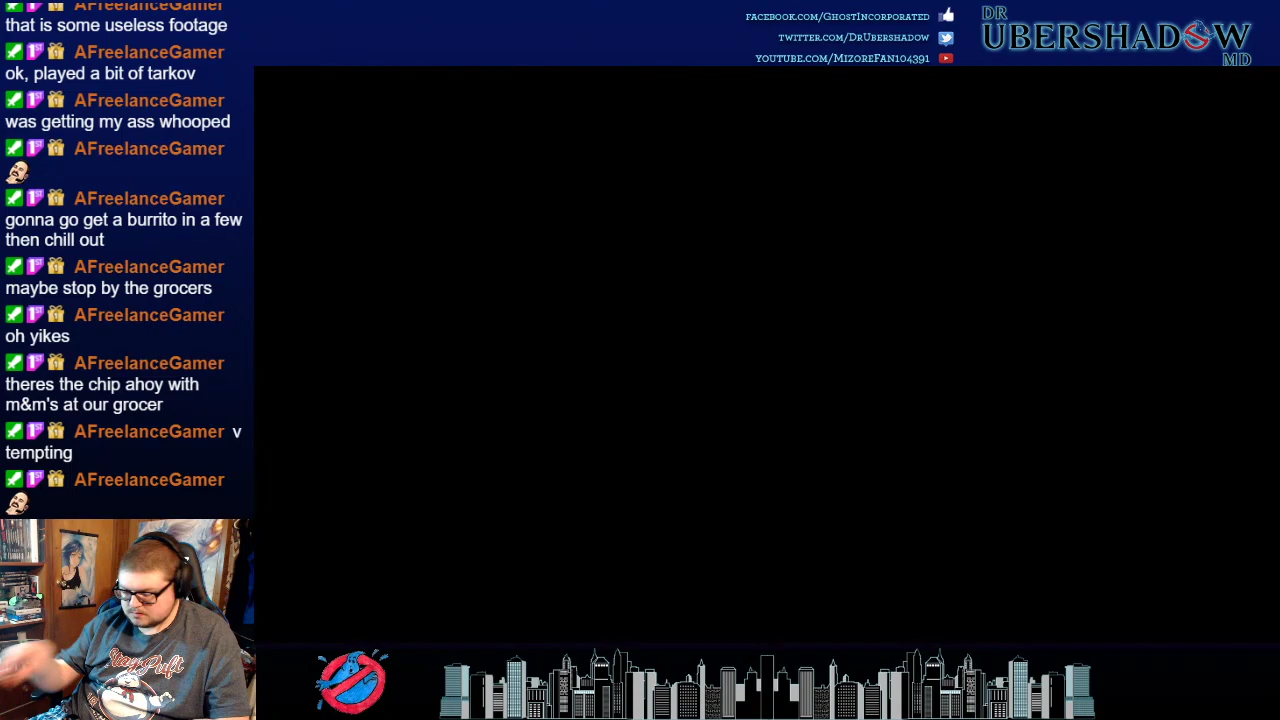 AFreelanceGamer
that is some useless footage
AFreelanceGamer
ok, played a bit of tarkov
AFreelanceGamer
was getting my ass whooped
AFreelanceGamer
AFreelanceGamer
gonna go get a burrito in a few
then chill out
AFreelanceGamer
maybe stop by the grocers
AFreelanceGamer
oh yikes
AFreelanceGamer
theres the chip ahoy with
m&m's at our grocer
AFreelanceGamer v
tempting
AFreelanceGamer
facebook.com/GhostIncorporated
twitter.com/DrUbershadow
youtube.com/MizoreFan104391
DR
UBERSHADOW
MD
Stay Puft